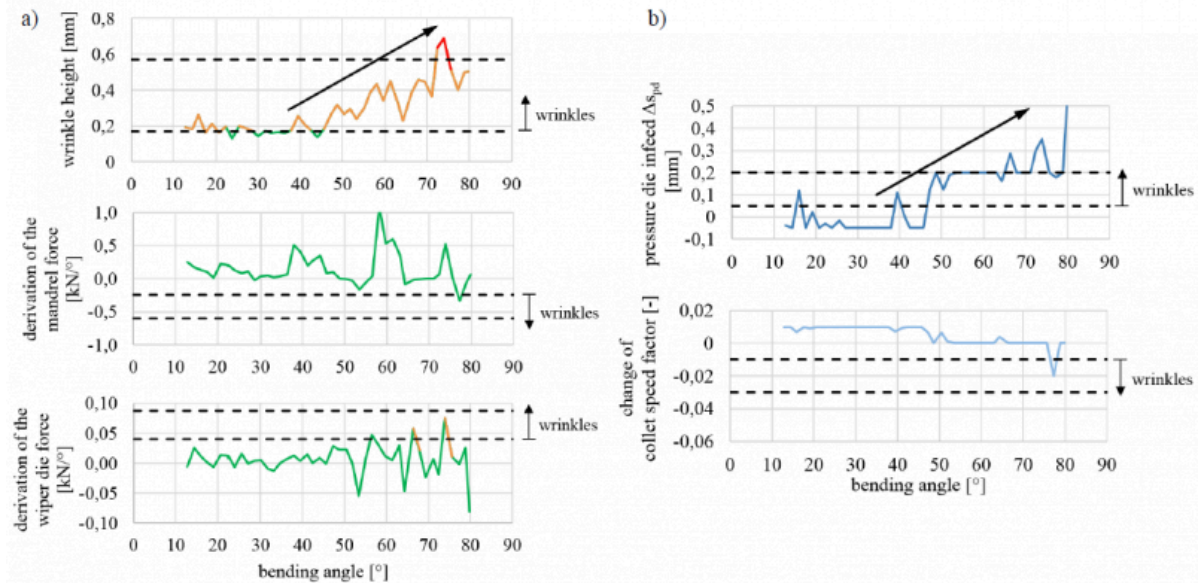 a)
wrinkle height [mm]
0,8
0,6
0,4
0,2
0
0 10 20 30 40 50 60 70 80 90
wrinkles
derivation of the
mandrel force
[kN/°]
1,0
0,5
0,0
-0,5
-1,0
0 10 20 30 40 50 60 70 80 90
wrinkles
derivation of the
wiper die force
[kN/°]
0,10
0,05
0,00
-0,05
-0,10
0 10 20 30 40 50 60 70 80 90
wrinkles
bending angle [°]
b)
pressure die infeed Δspd
[mm]
0,5
0,4
0,3
0,2
0,1
0
-0,1
0 10 20 30 40 50 60 70 80 90
wrinkles
change of
collet speed factor [-]
0,02
0
-0,02
-0,04
-0,06
0 10 20 30 40 50 60 70 80 90
wrinkles
bending angle [°]